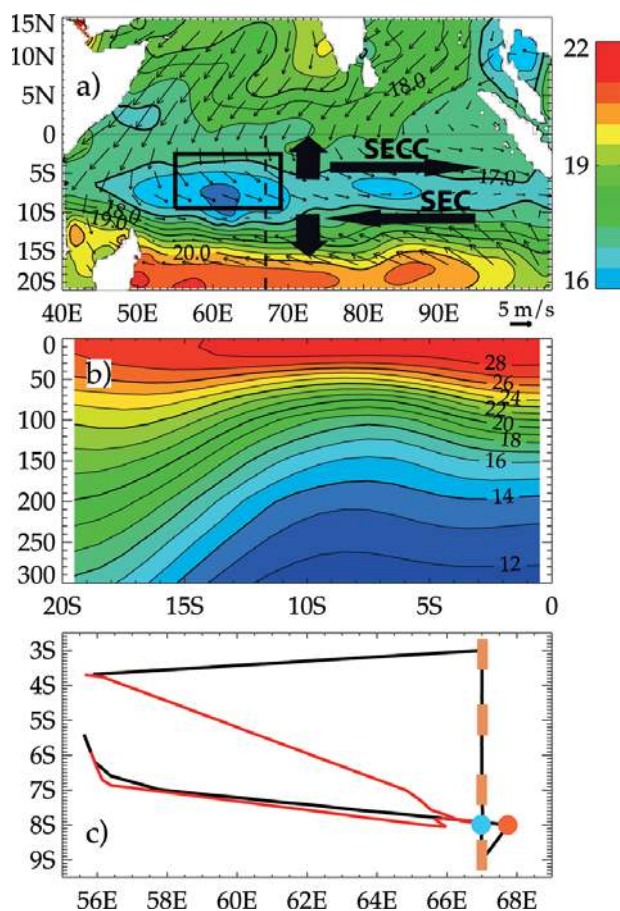 15N
10N
5N
0
5S
10S
15S
20S
a)
18.0
SECC
17.0
SEC
18.0
19.0
20.0
40E 50E 60E 70E 80E 90E
5 m/s
22
19
16
0
50
100
150
200
250
300
b)
28
26
24
22
20
18
16
14
12
20S 15S 10S 5S 0
3S
4S
5S
6S
7S
8S
9S
c)
56E 58E 60E 62E 64E 66E 68E